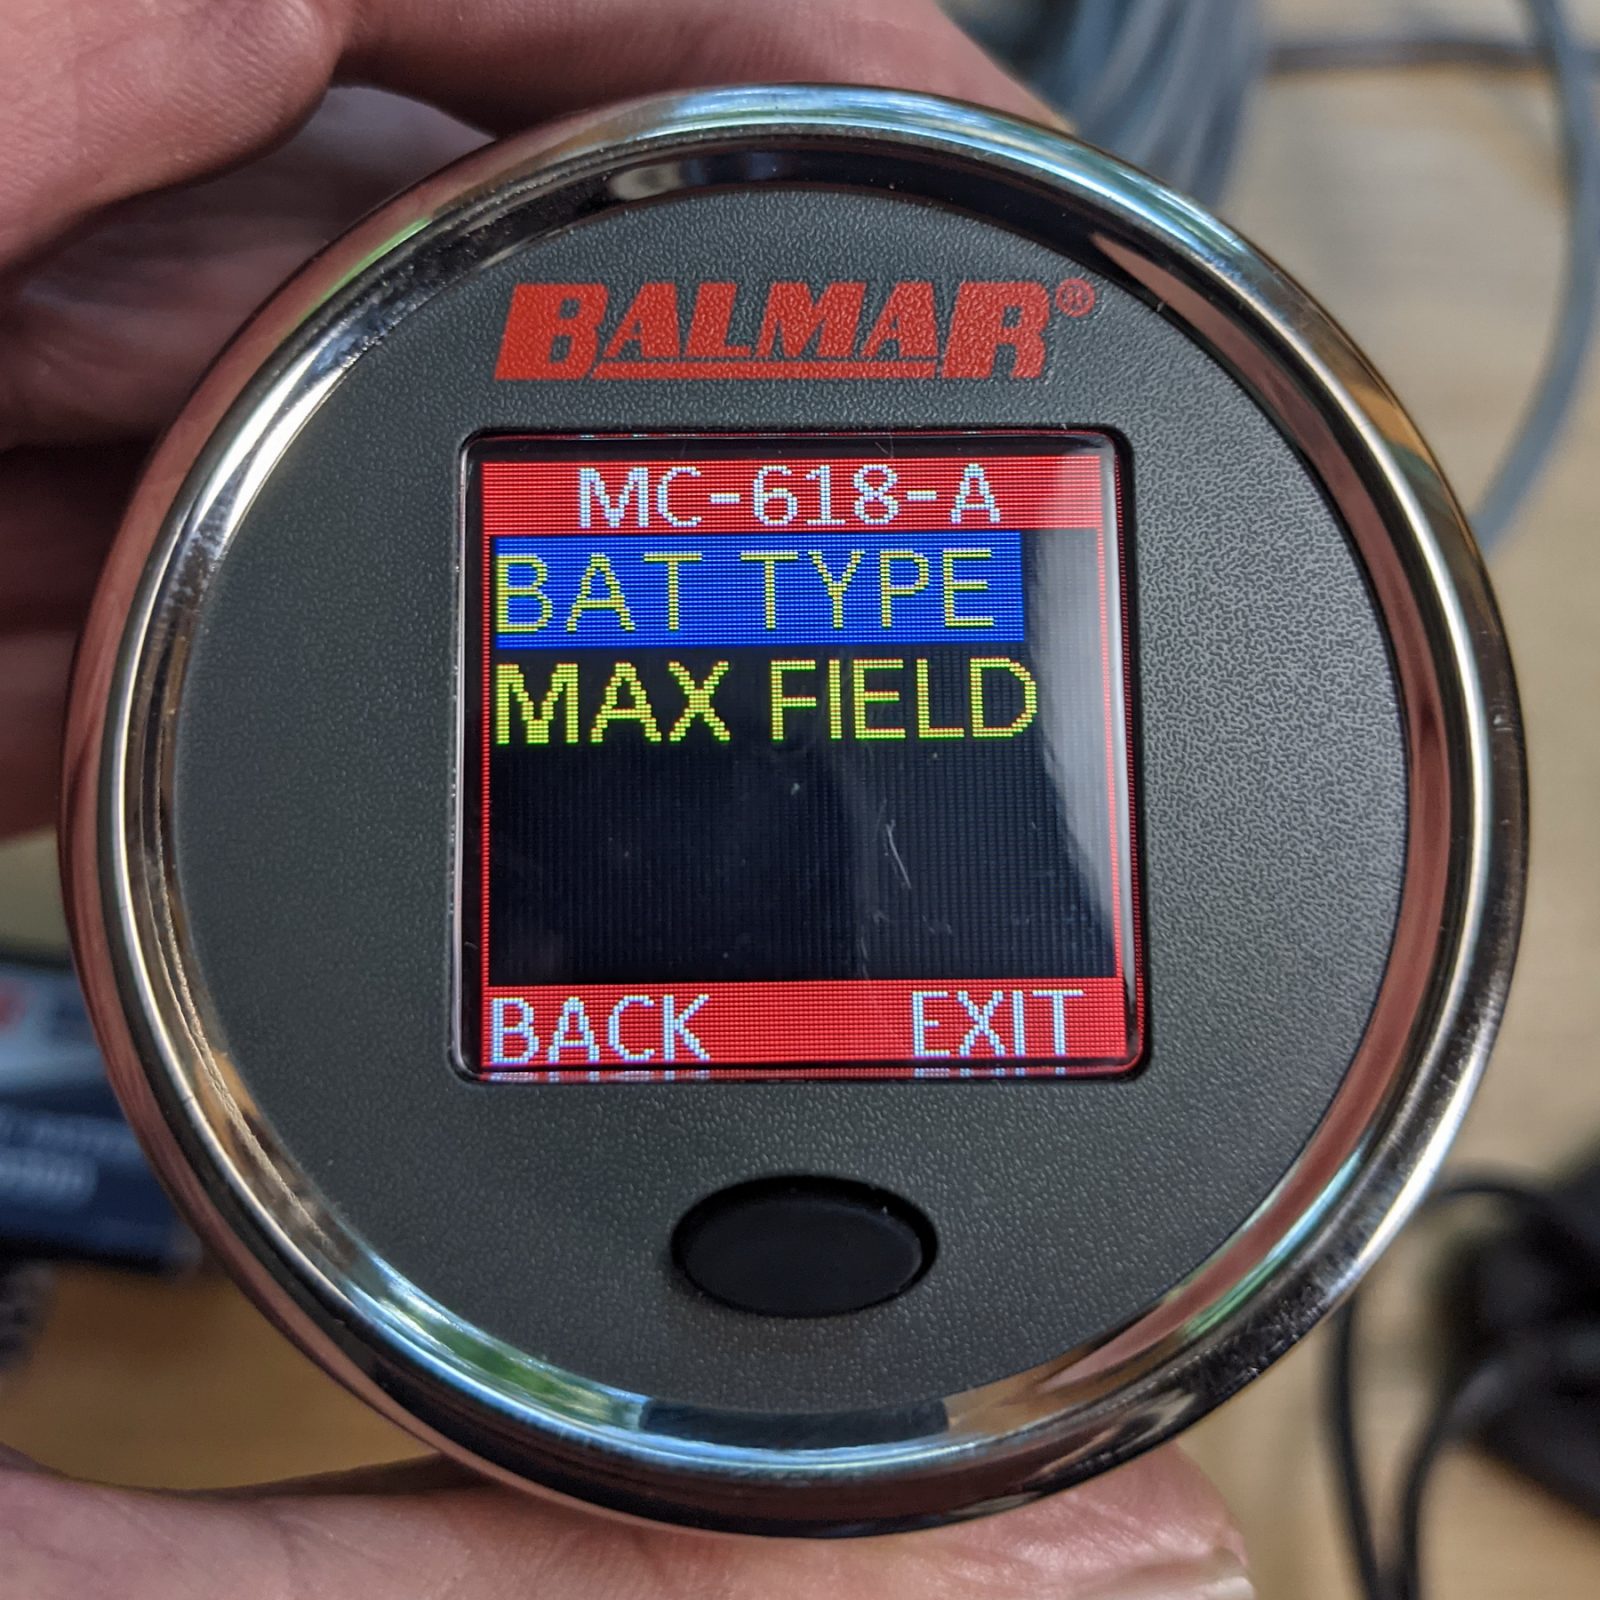 BALMAR®
MC-618-A
BAT TYPE
MAX FIELD
BACK EXIT